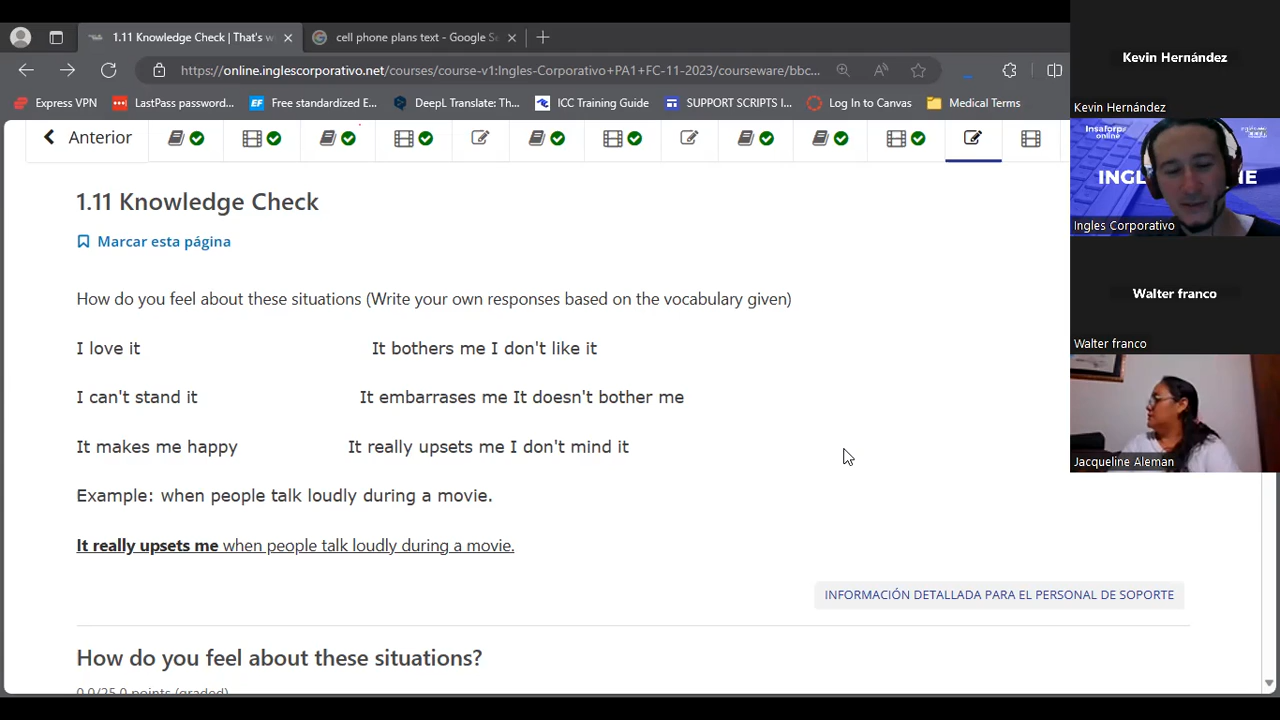 1.11 Knowledge Check | That's w
cell phone plans text - Google Se
https://online.inglescorporativo.net/courses/course-v1:Ingles-Corporativo+PA1+FC-11-2023/courseware/bbc...
Express VPN
LastPass password...
Free standardized E...
DeepL Translate: Th...
ICC Training Guide
SUPPORT SCRIPTS I...
Log In to Canvas
Medical Terms
Anterior
1.11 Knowledge Check
Marcar esta página
How do you feel about these situations (Write your own responses based on the vocabulary given)
I love it It bothers me I don't like it
I can't stand it It embarrases me It doesn't bother me
It makes me happy It really upsets me I don't mind it
Example: when people talk loudly during a movie.
It really upsets me when people talk loudly during a movie.
INFORMACIÓN DETALLADA PARA EL PERSONAL DE SOPORTE
How do you feel about these situations?
0.0/25.0 points (graded)
Kevin Hernández
Kevin Hernández
Ingles Corporativo
Walter franco
Walter franco
Jacqueline Aleman